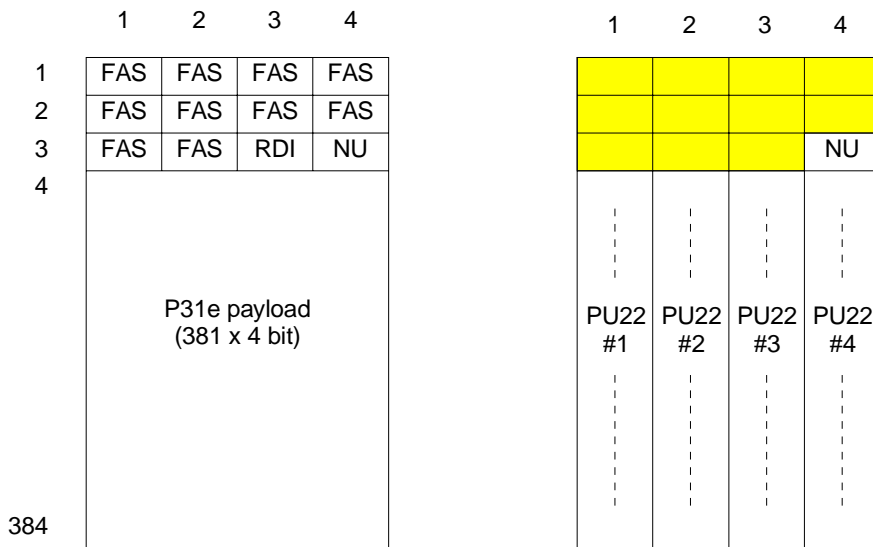 1 2 3 4
1 FAS FAS FAS FAS
2 FAS FAS FAS FAS
3 FAS FAS RDI NU
4
P31e payload
(381 x 4 bit)
384
1 2 3 4
NU
PU22 PU22 PU22 PU22
#1 #2 #3 #4